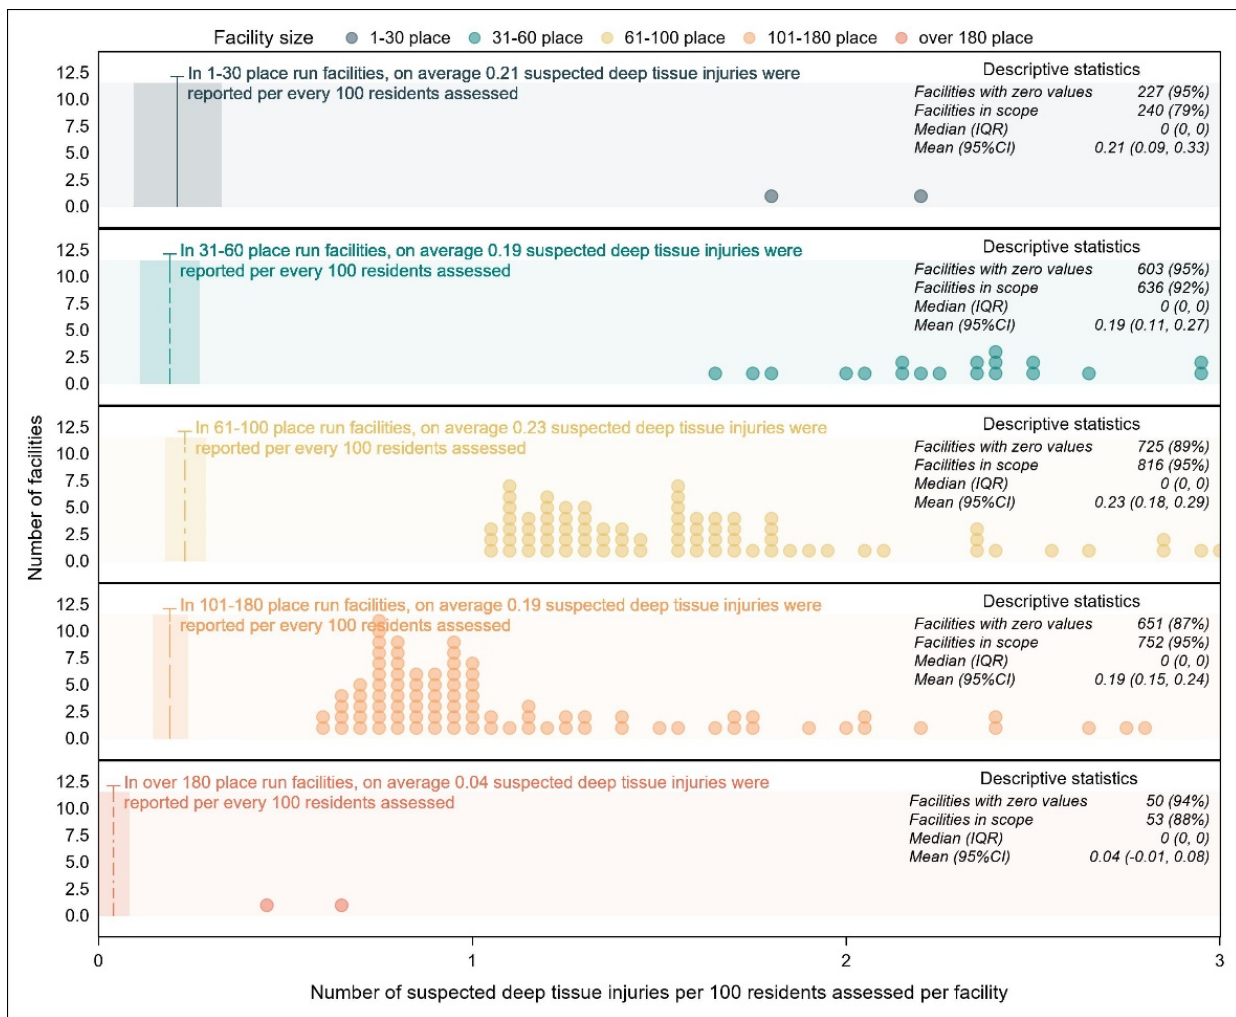 Facility size 1-30 place 31-60 place 61-100 place 101-180 place over 180 place
Number of facilities
12.5
10.0
7.5
5.0
2.5
0.0
In 1-30 place run facilities, on average 0.21 suspected deep tissue injuries were
reported per every 100 residents assessed
Descriptive statistics
Facilities with zero values 227 (95%)
Facilities in scope 240 (79%)
Median (IQR) 0 (0, 0)
Mean (95%CI) 0.21 (0.09, 0.33)
12.5
10.0
7.5
5.0
2.5
0.0
In 31-60 place run facilities, on average 0.19 suspected deep tissue injuries were
reported per every 100 residents assessed
Descriptive statistics
Facilities with zero values 603 (95%)
Facilities in scope 636 (92%)
Median (IQR) 0 (0, 0)
Mean (95%CI) 0.19 (0.11, 0.27)
12.5
10.0
7.5
5.0
2.5
0.0
In 61-100 place run facilities, on average 0.23 suspected deep tissue injuries were
reported per every 100 residents assessed
Descriptive statistics
Facilities with zero values 725 (89%)
Facilities in scope 816 (95%)
Median (IQR) 0 (0, 0)
Mean (95%CI) 0.23 (0.18, 0.29)
12.5
10.0
7.5
5.0
2.5
0.0
In 101-180 place run facilities, on average 0.19 suspected deep tissue injuries were
reported per every 100 residents assessed
Descriptive statistics
Facilities with zero values 651 (87%)
Facilities in scope 752 (95%)
Median (IQR) 0 (0, 0)
Mean (95%CI) 0.19 (0.15, 0.24)
12.5
10.0
7.5
5.0
2.5
0.0
In over 180 place run facilities, on average 0.04 suspected deep tissue injuries were
reported per every 100 residents assessed
Descriptive statistics
Facilities with zero values 50 (94%)
Facilities in scope 53 (88%)
Median (IQR) 0 (0, 0)
Mean (95%CI) 0.04 (-0.01, 0.08)
0 1 2 3
Number of suspected deep tissue injuries per 100 residents assessed per facility